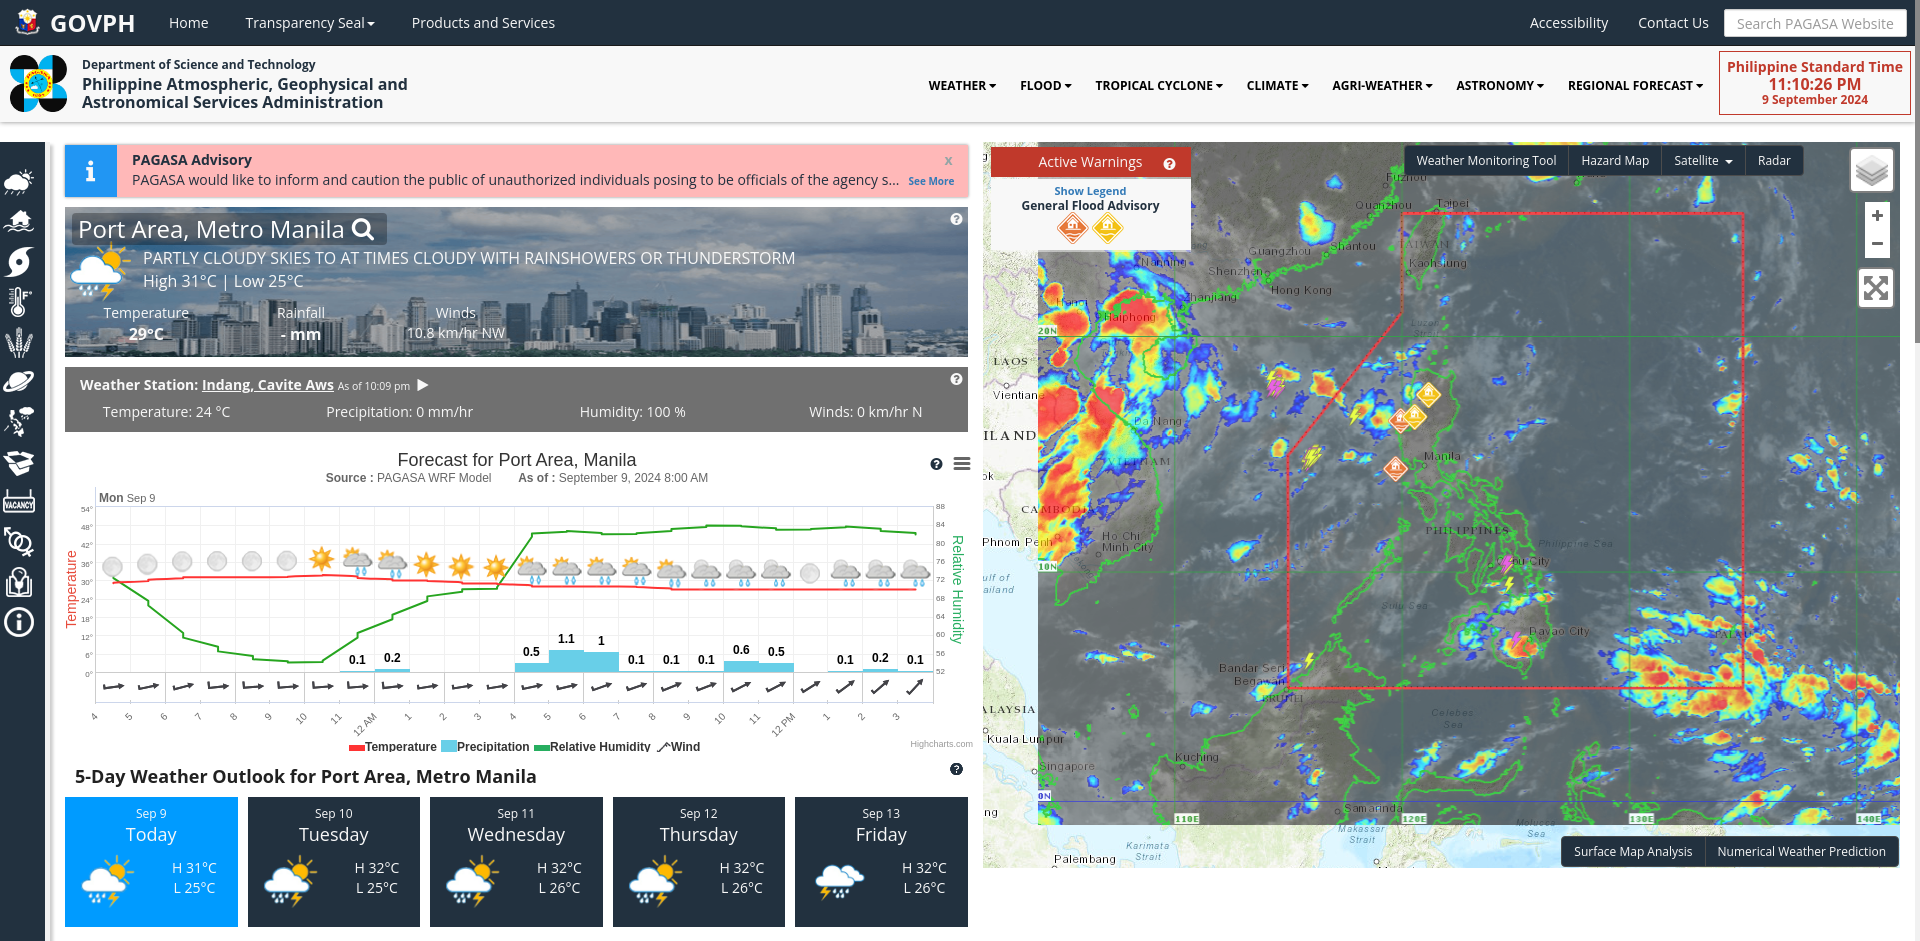 GOVPH
Home
Transparency Seal
Products and Services
Accessibility
Contact Us
Search PAGASA Website
Department of Science and Technology
Philippine Atmospheric, Geophysical and
Astronomical Services Administration
WEATHER
FLOOD
TROPICAL CYCLONE
CLIMATE
AGRI-WEATHER
ASTRONOMY
REGIONAL FORECAST
Philippine Standard Time
11:10:26 PM
9 September 2024
PAGASA Advisory
x
PAGASA would like to inform and caution the public of unauthorized individuals posing to be officials of the agency s... See More
Port Area, Metro Manila
PARTLY CLOUDY SKIES TO AT TIMES CLOUDY WITH RAINSHOWERS OR THUNDERSTORM
High 31°C | Low 25°C
Temperature
29°C
Rainfall
- mm
Winds
10.8 km/hr NW
Weather Station: Indang, Cavite Aws As of 10:09 pm
Temperature: 24 °C
Precipitation: 0 mm/hr
Humidity: 100 %
Winds: 0 km/hr N
Forecast for Port Area, Manila
Source : PAGASA WRF Model As of : September 9, 2024 8:00 AM
Mon Sep 9
Temperature
54°
48°
42°
36°
30°
24°
18°
12°
6°
0°
88
84
80
76
72
68
64
60
56
52
Relative Humidity
0.1 0.2 0.5 1.1 1 0.1 0.1 0.1 0.6 0.5 0.1 0.2 0.1
4 5 6 7 8 9 10 11 12 AM 1 2 3 4 5 6 7 8 9 10 11 12 PM 1 2 3
Temperature Precipitation Relative Humidity Wind
Highcharts.com
5-Day Weather Outlook for Port Area, Metro Manila
Sep 9
Today
H 31°C
L 25°C
Sep 10
Tuesday
H 32°C
L 25°C
Sep 11
Wednesday
H 32°C
L 26°C
Sep 12
Thursday
H 32°C
L 26°C
Sep 13
Friday
H 32°C
L 26°C
VACANCY
Active Warnings
Show Legend
General Flood Advisory
Weather Monitoring Tool
Hazard Map
Satellite
Radar
+
−
Fuzhou
Quanzhou
Taipei
Guangzhou
Shantou
TAIWAN
Nanning
Shenzhen
Kaohsiung
Hanoi
Zhanjiang
Hong Kong
Haiphong
Luzon
20N
LAOS
Vientiane
Da Nang
ILAND
VIETNAM
Manila
ok
CAMBODIA
PHILIPPINES
Phnom Penh
Ho Chi
Minh City
Philippine Sea
Cebu City
10N
ulf of
ailand
Sulu Sea
Davao City
PALAU
Bandar Seri
Begawan
BRUNEI
ALAYSIA
Celebes
Sea
Kuala Lumpur
Kuching
Singapore
0N
ng
Samarinda
110E
120E
130E
140E
Makassar
Strait
Molucca
Sea
Karimata
Strait
Palembang
Surface Map Analysis
Numerical Weather Prediction